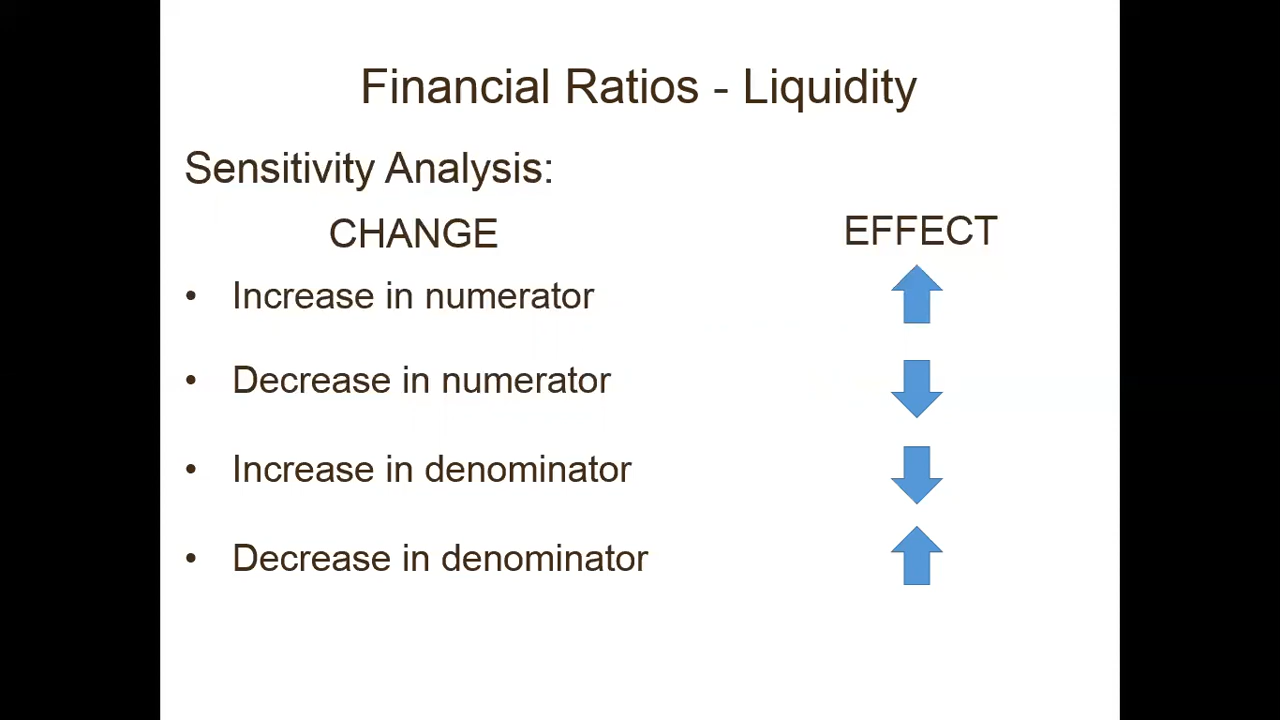 Financial Ratios - Liquidity
Sensitivity Analysis:
CHANGE EFFECT
• Increase in numerator
• Decrease in numerator
• Increase in denominator
• Decrease in denominator